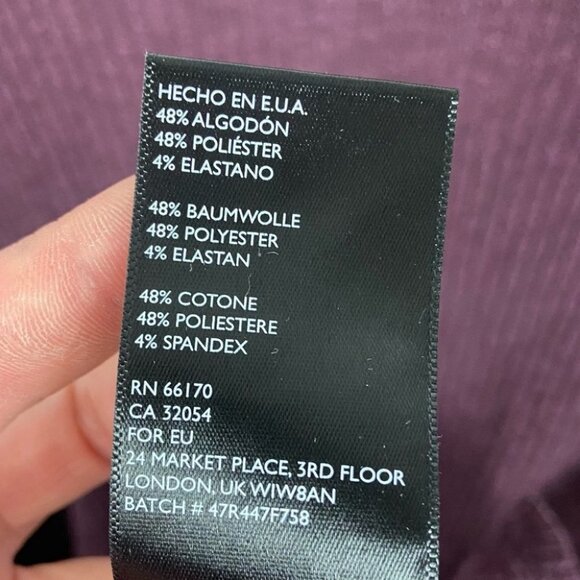 HECHO EN E.U.A.
48% ALGODÓN
48% POLIÉSTER
4% ELASTANO
48% BAUMWOLLE
48% POLYESTER
4% ELASTAN
48% COTONE
48% POLIESTERE
4% SPANDEX
RN 66170
CA 32054
FOR EU
24 MARKET PLACE, 3RD FLOOR
LONDON, UK W1W8AN
BATCH # 47R447F758